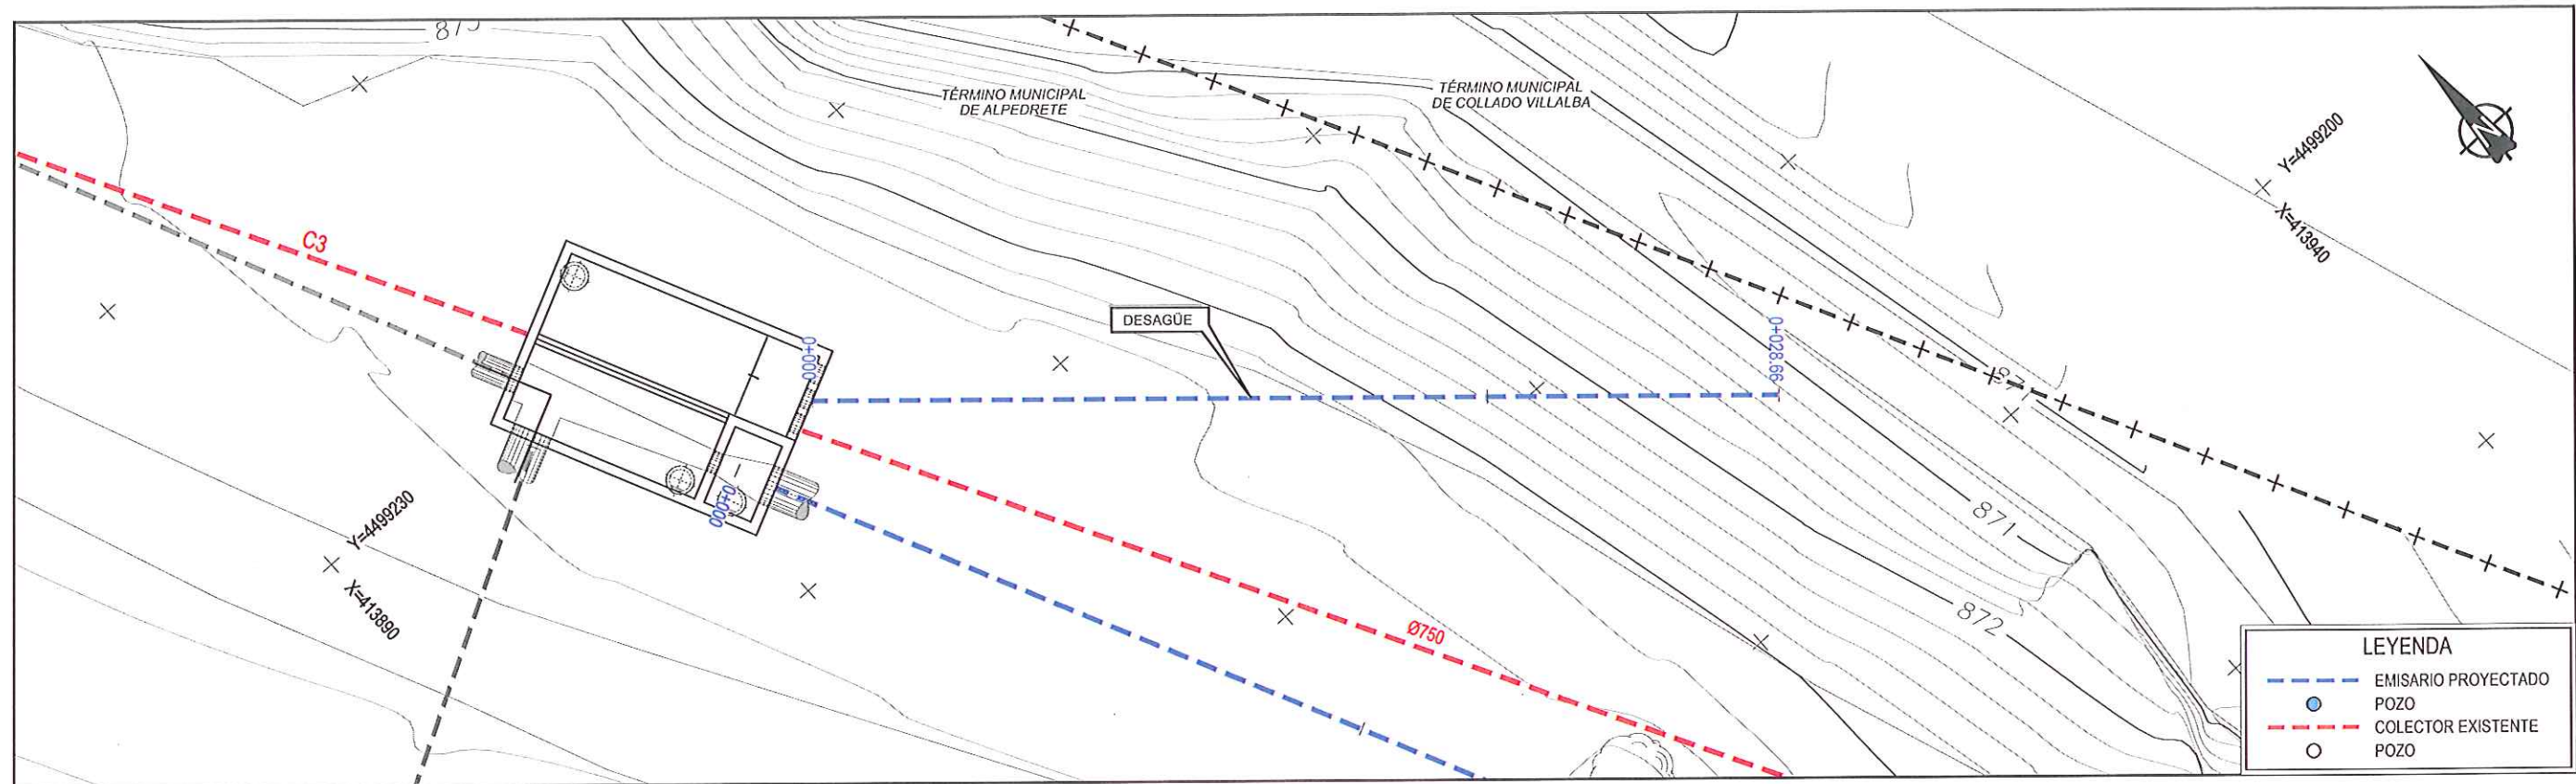 TÉRMINO MUNICIPAL
DE ALPEDRETE
TÉRMINO MUNICIPAL
DE COLLADO VILLALBA
Y=4499200
X=413940
C3
DESAGÜE
0+000
0+028.66
871
0+000
Y=4499230
X=413890
871
872
Ø750
LEYENDA
EMISARIO PROYECTADO
POZO
COLECTOR EXISTENTE
POZO